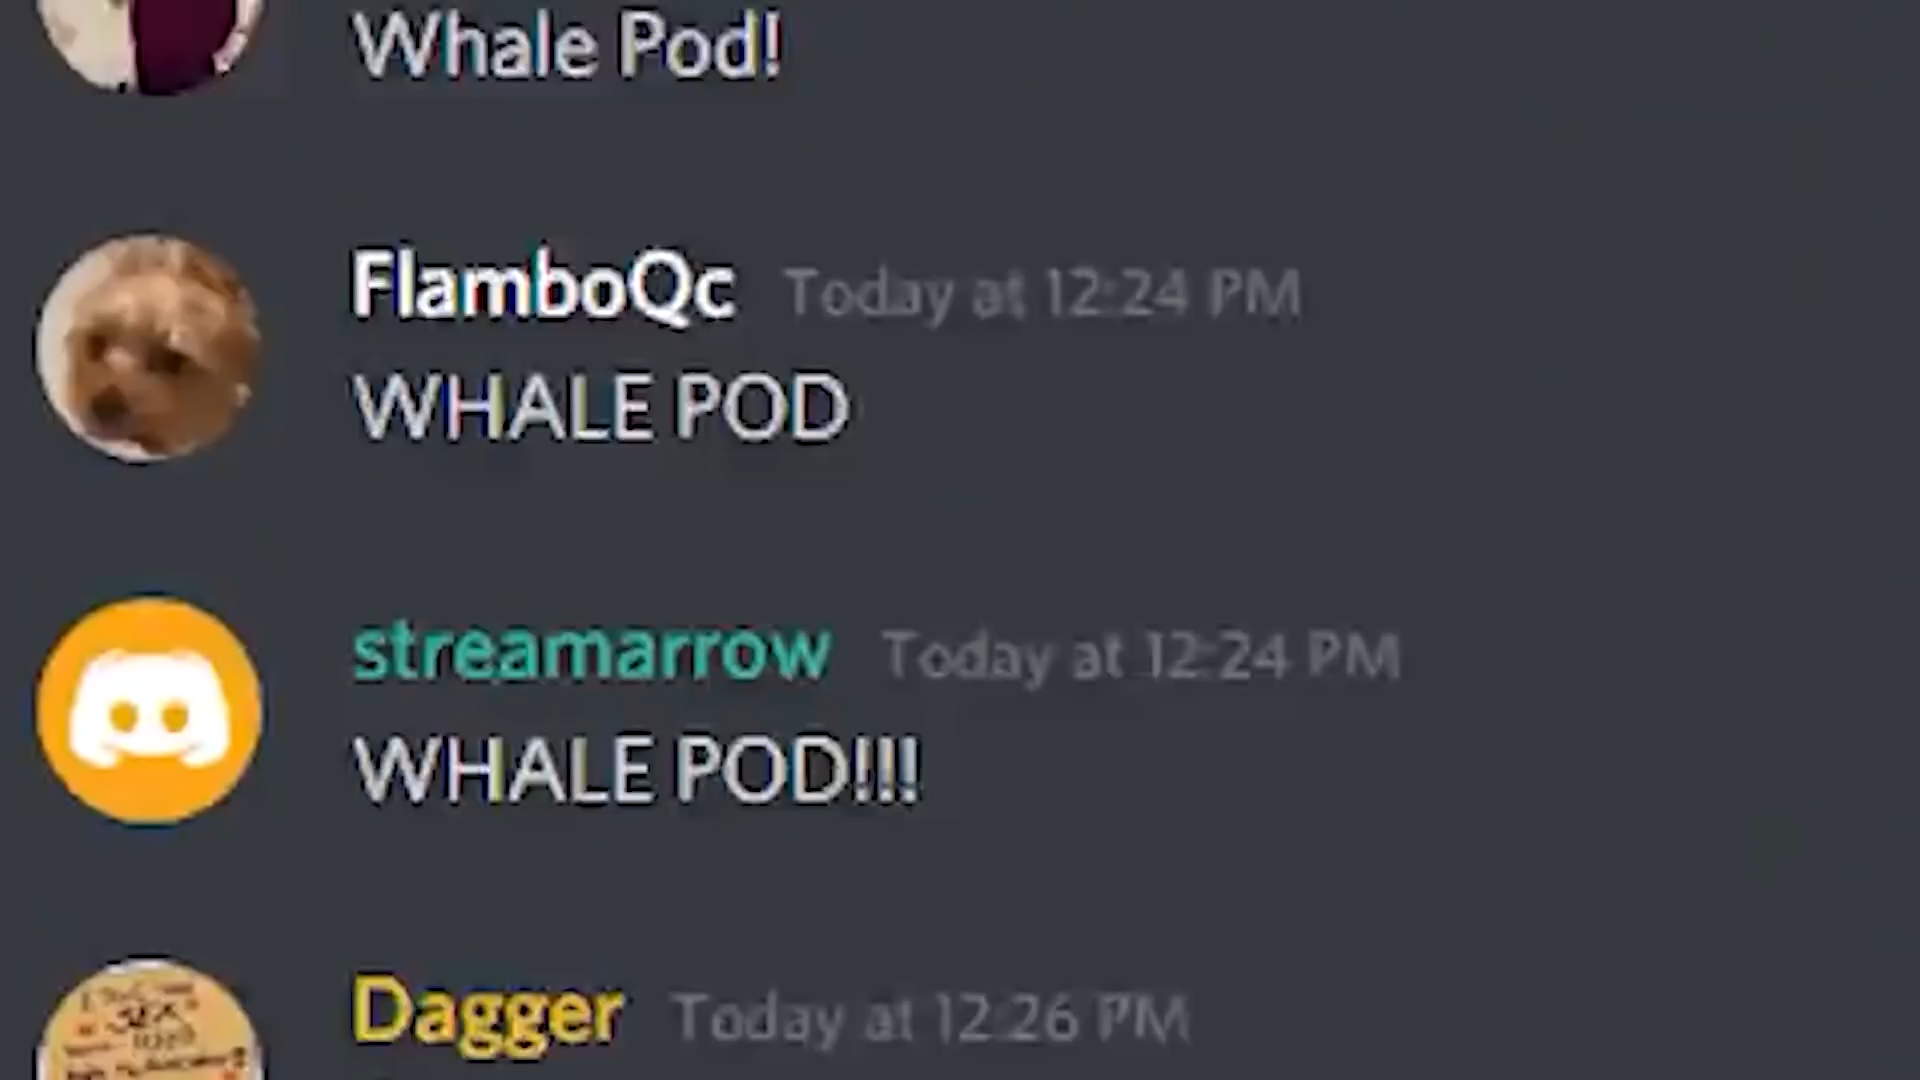 Whale Pod!
FlamboQc Today at 12:24 PM
WHALE POD
streamarrow Today at 12:24 PM
WHALE POD!!!
Dagger Today at 12:26 PM